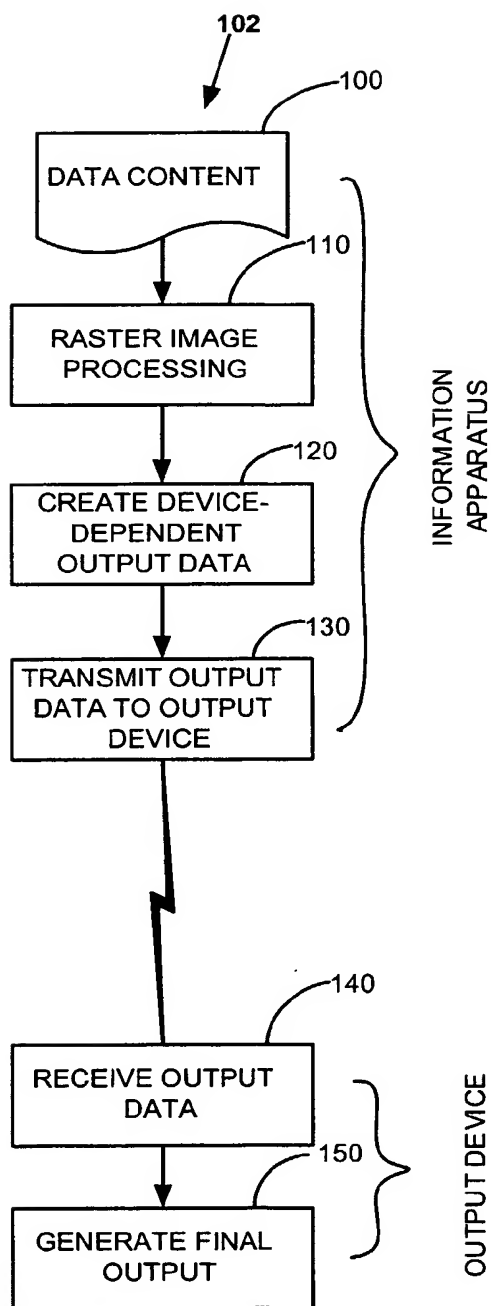 102
100
DATA CONTENT
110
RASTER IMAGE
PROCESSING
120
CREATE DEVICE-
DEPENDENT
OUTPUT DATA
130
TRANSMIT OUTPUT
DATA TO OUTPUT
DEVICE
INFORMATION
APPARATUS
140
RECEIVE OUTPUT
DATA
150
GENERATE FINAL
OUTPUT
OUTPUT DEVICE